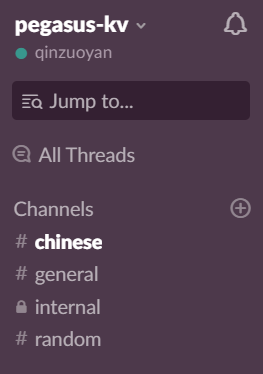 pegasus-kv
qinzuoyan
Jump to...
All Threads
Channels
# chinese
# general
internal
# random